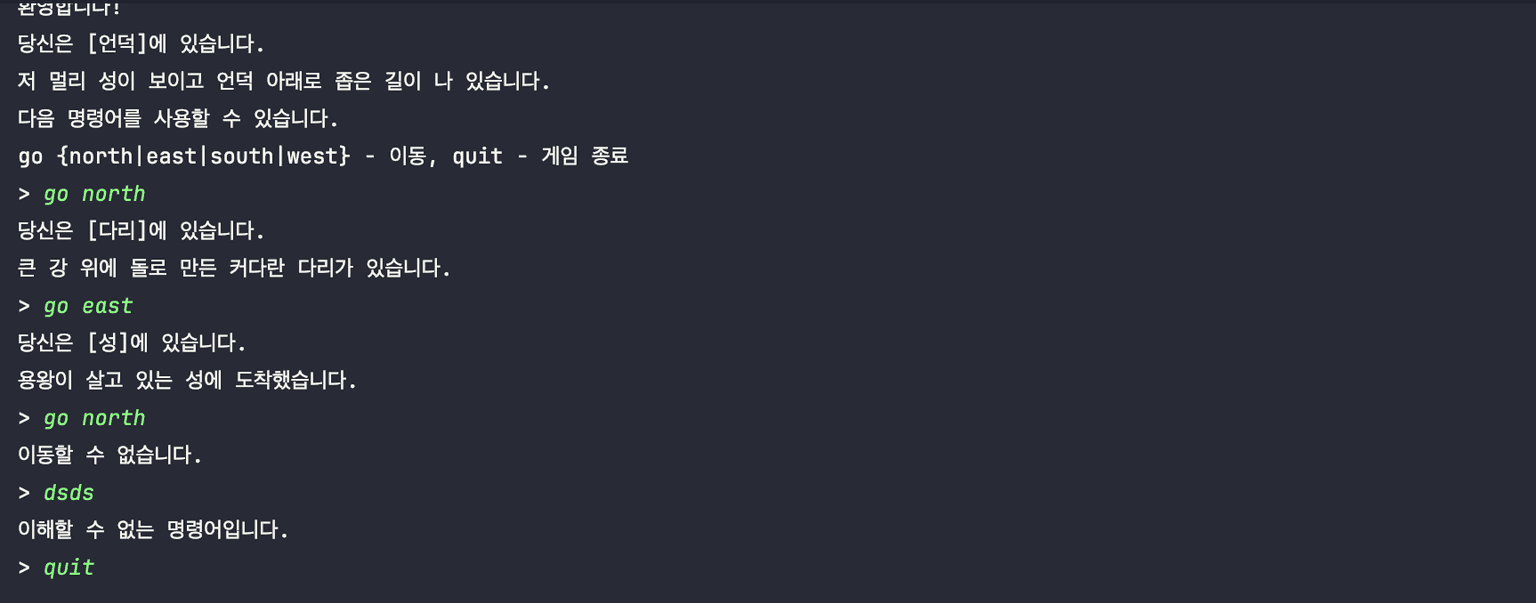 환영합니다!
당신은 [언덕]에 있습니다.
저 멀리 성이 보이고 언덕 아래로 좁은 길이 나 있습니다.
다음 명령어를 사용할 수 있습니다.
go {north|east|south|west} - 이동, quit - 게임 종료
> go north
당신은 [다리]에 있습니다.
큰 강 위에 돌로 만든 커다란 다리가 있습니다.
> go east
당신은 [성]에 있습니다.
용왕이 살고 있는 성에 도착했습니다.
> go north
이동할 수 없습니다.
> dsds
이해할 수 없는 명령어입니다.
> quit